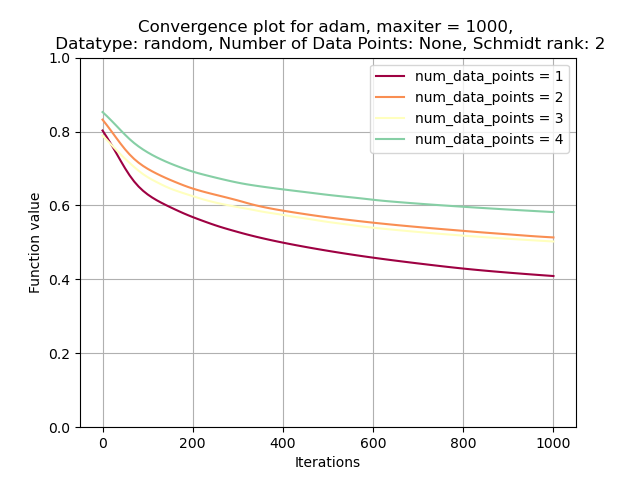 Convergence plot for adam, maxiter = 1000,
Datatype: random, Number of Data Points: None, Schmidt rank: 2
num_data_points = 1
num_data_points = 2
num_data_points = 3
num_data_points = 4
1.0
0.8
0.6
0.4
0.2
0.0
Function value
0 200 400 600 800 1000
Iterations